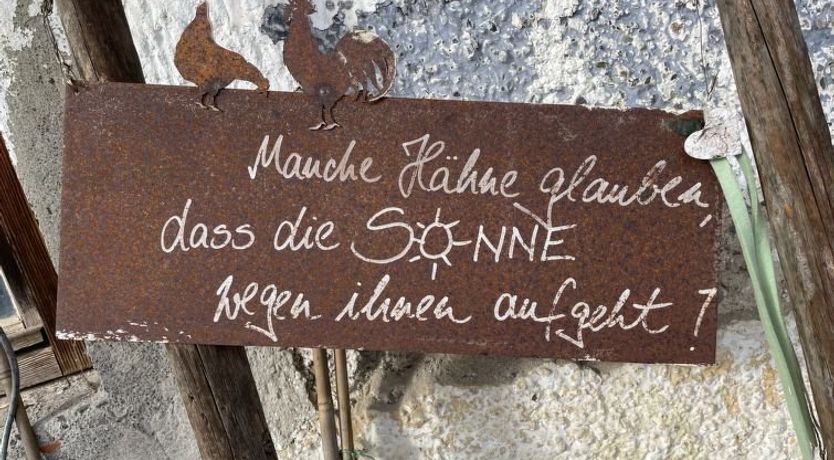 Manche Hähne glauben,
dass die SONNE
wegen ihnen aufgeht!